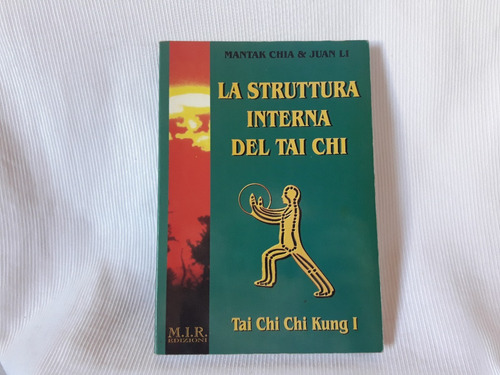 MANTAK CHIA & JUAN LI
LA STRUTTURA
INTERNA
DEL TAI CHI
Tai Chi Chi Kung I
M.I.R.
EDIZIONI